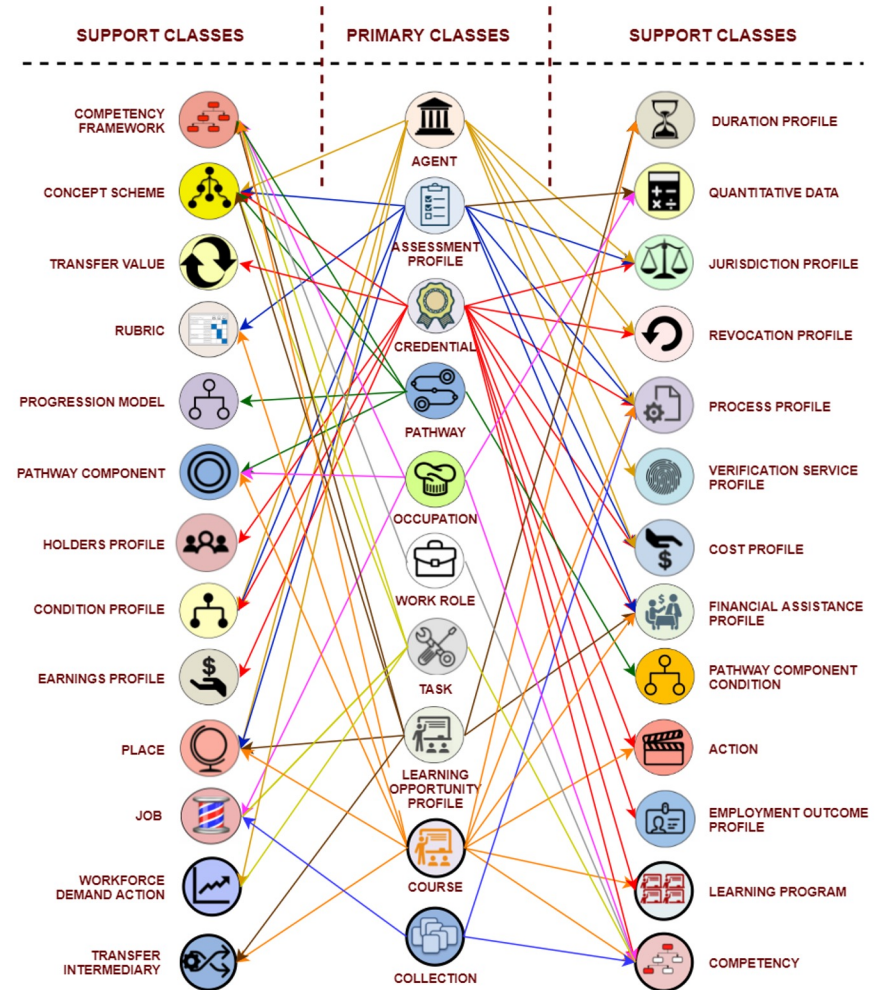 SUPPORT CLASSES
PRIMARY CLASSES
SUPPORT CLASSES
COMPETENCY
FRAMEWORK
CONCEPT SCHEME
TRANSFER VALUE
RUBRIC
PROGRESSION MODEL
PATHWAY COMPONENT
HOLDERS PROFILE
CONDITION PROFILE
EARNINGS PROFILE
PLACE
JOB
WORKFORCE
DEMAND ACTION
TRANSFER
INTERMEDIARY
AGENT
ASSESSMENT
PROFILE
CREDENTIAL
PATHWAY
OCCUPATION
WORK ROLE
TASK
LEARNING
OPPORTUNITY
PROFILE
COURSE
COLLECTION
DURATION PROFILE
QUANTITATIVE DATA
JURISDICTION PROFILE
REVOCATION PROFILE
PROCESS PROFILE
VERIFICATION SERVICE
PROFILE
COST PROFILE
FINANCIAL ASSISTANCE
PROFILE
PATHWAY COMPONENT
CONDITION
ACTION
EMPLOYMENT OUTCOME
PROFILE
LEARNING PROGRAM
COMPETENCY